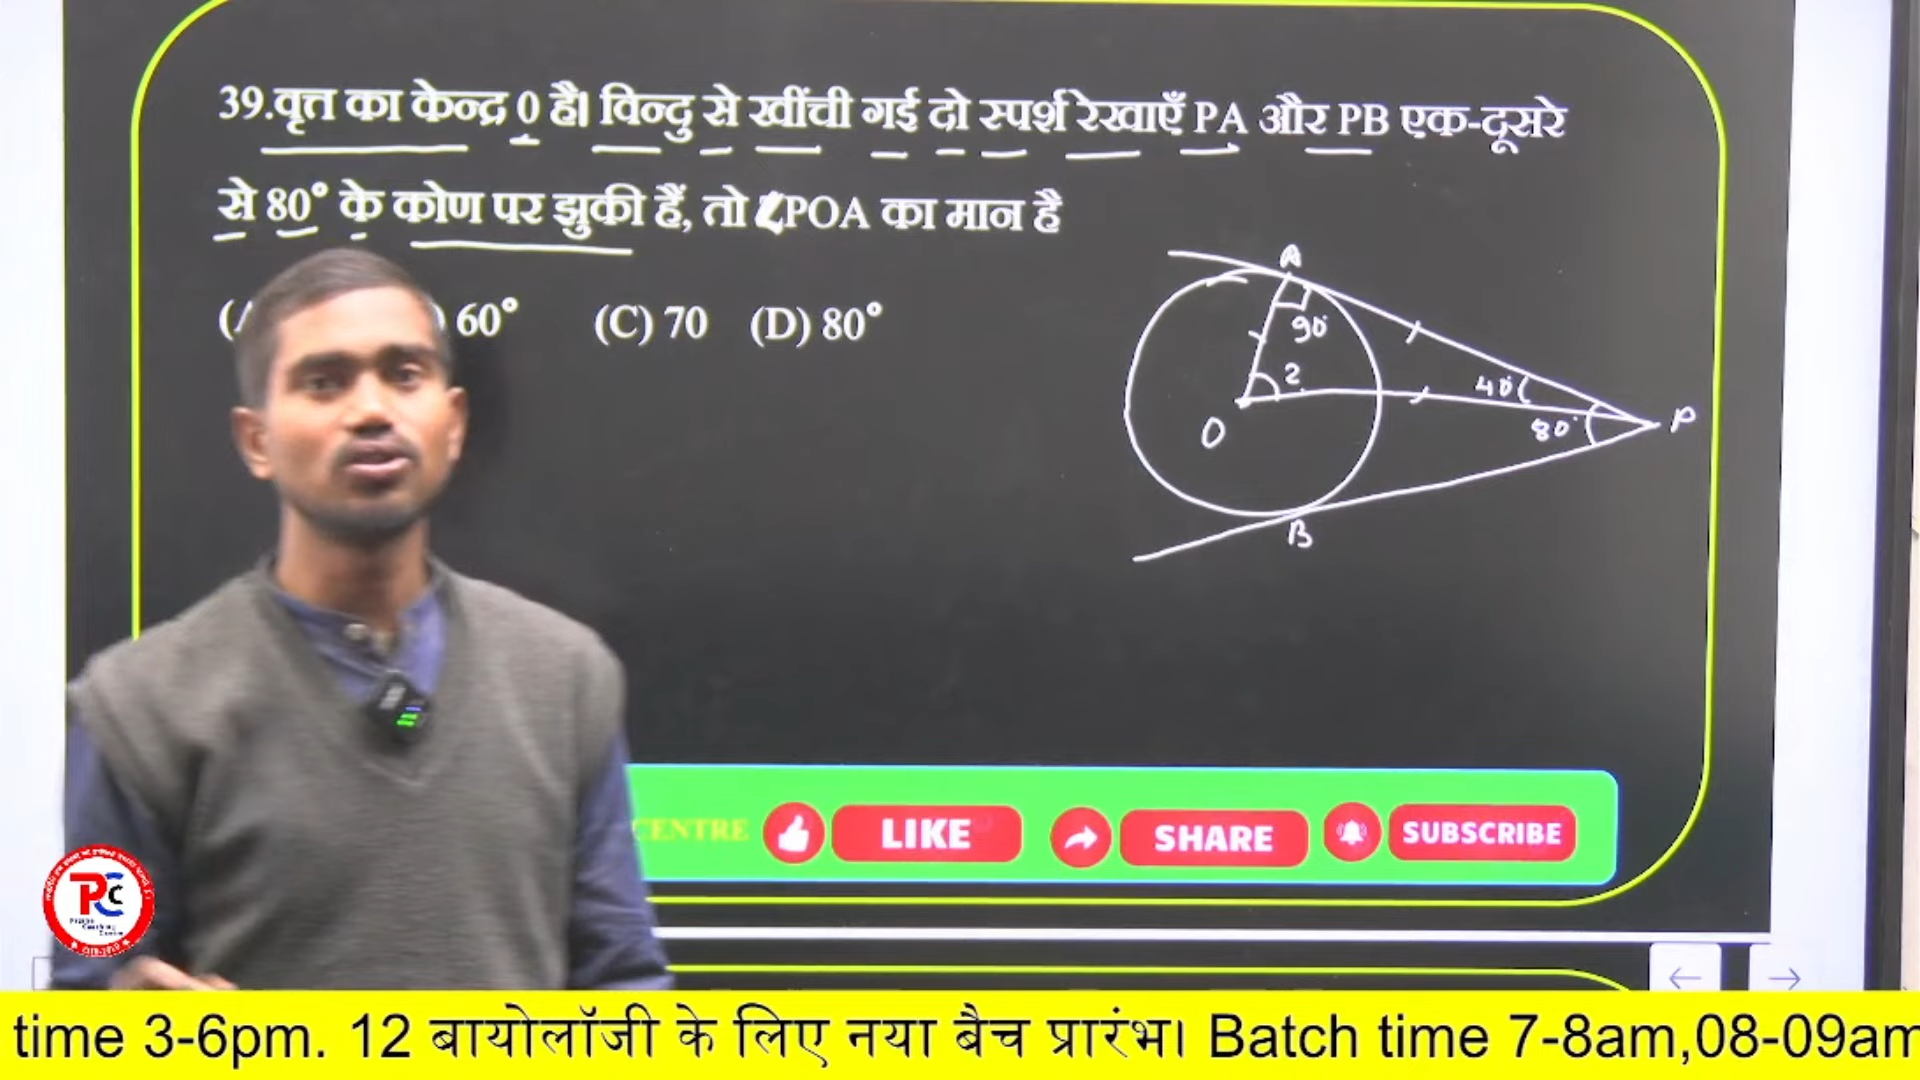 39.वृत्त का केन्द्र 0 है। विन्दु से खींची गई दो स्पर्श रेखाएँ PA और PB एक-दूसरे
से 80° के कोण पर झुकी हैं, तो ∠POA का मान है
60° (C) 70 (D) 80°
A
90°
2
40°
O
80°
P
B
CENTRE LIKE SHARE SUBSCRIBE
PCC
time 3-6pm. 12 बायोलॉजी के लिए नया बैच प्रारंभ। Batch time 7-8am,08-09am